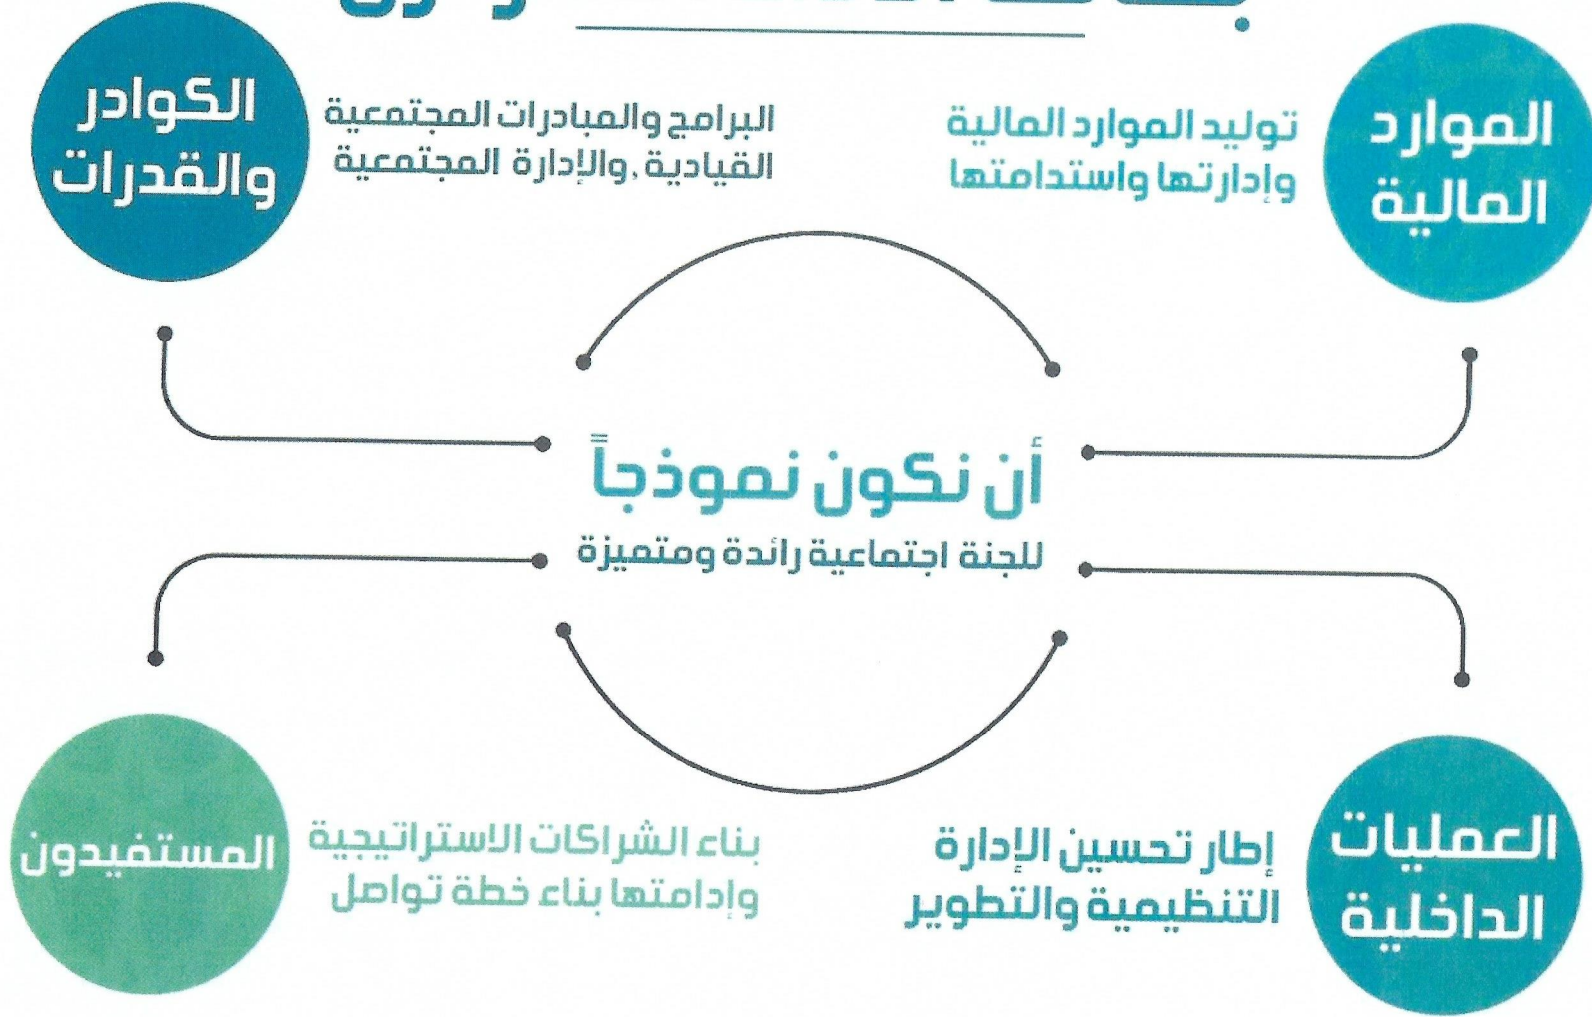 الموارد
المالية
توليد الموارد المالية
وإدارتها واستدامتها
الكوادر
والقدرات
البرامج والمبادرات المجتمعية
القيادية ,والإدارة المجتمعية
أن نكون نموذجاً
للجنة اجتماعية رائدة ومتميزة
العمليات
الداخلية
إطار تحسين الإدارة
التنظيمية والتطوير
المستفيدون
بناء الشراكات الاستراتيجية
وإدامتها بناء خطة تواصل